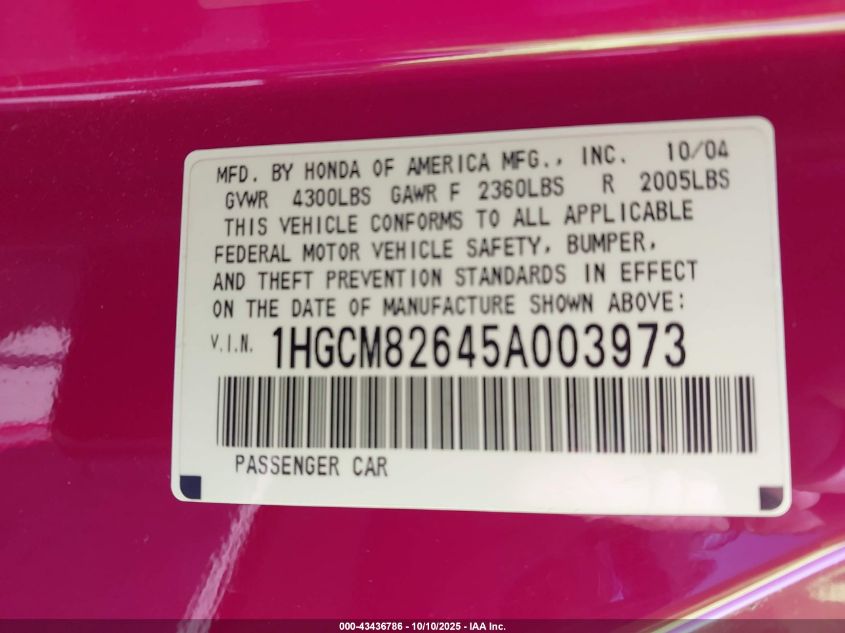 MFD. BY HONDA OF AMERICA MFG., INC. 10/04
GVWR 4300LBS GAWR F 2360LBS R 2005LBS
THIS VEHICLE CONFORMS TO ALL APPLICABLE
FEDERAL MOTOR VEHICLE SAFETY, BUMPER,
AND THEFT PREVENTION STANDARDS IN EFFECT
ON THE DATE OF MANUFACTURE SHOWN ABOVE:
V.I.N. 1HGCM82645A003973
PASSENGER CAR
000-43436786 - 10/10/2025 - IAA Inc.